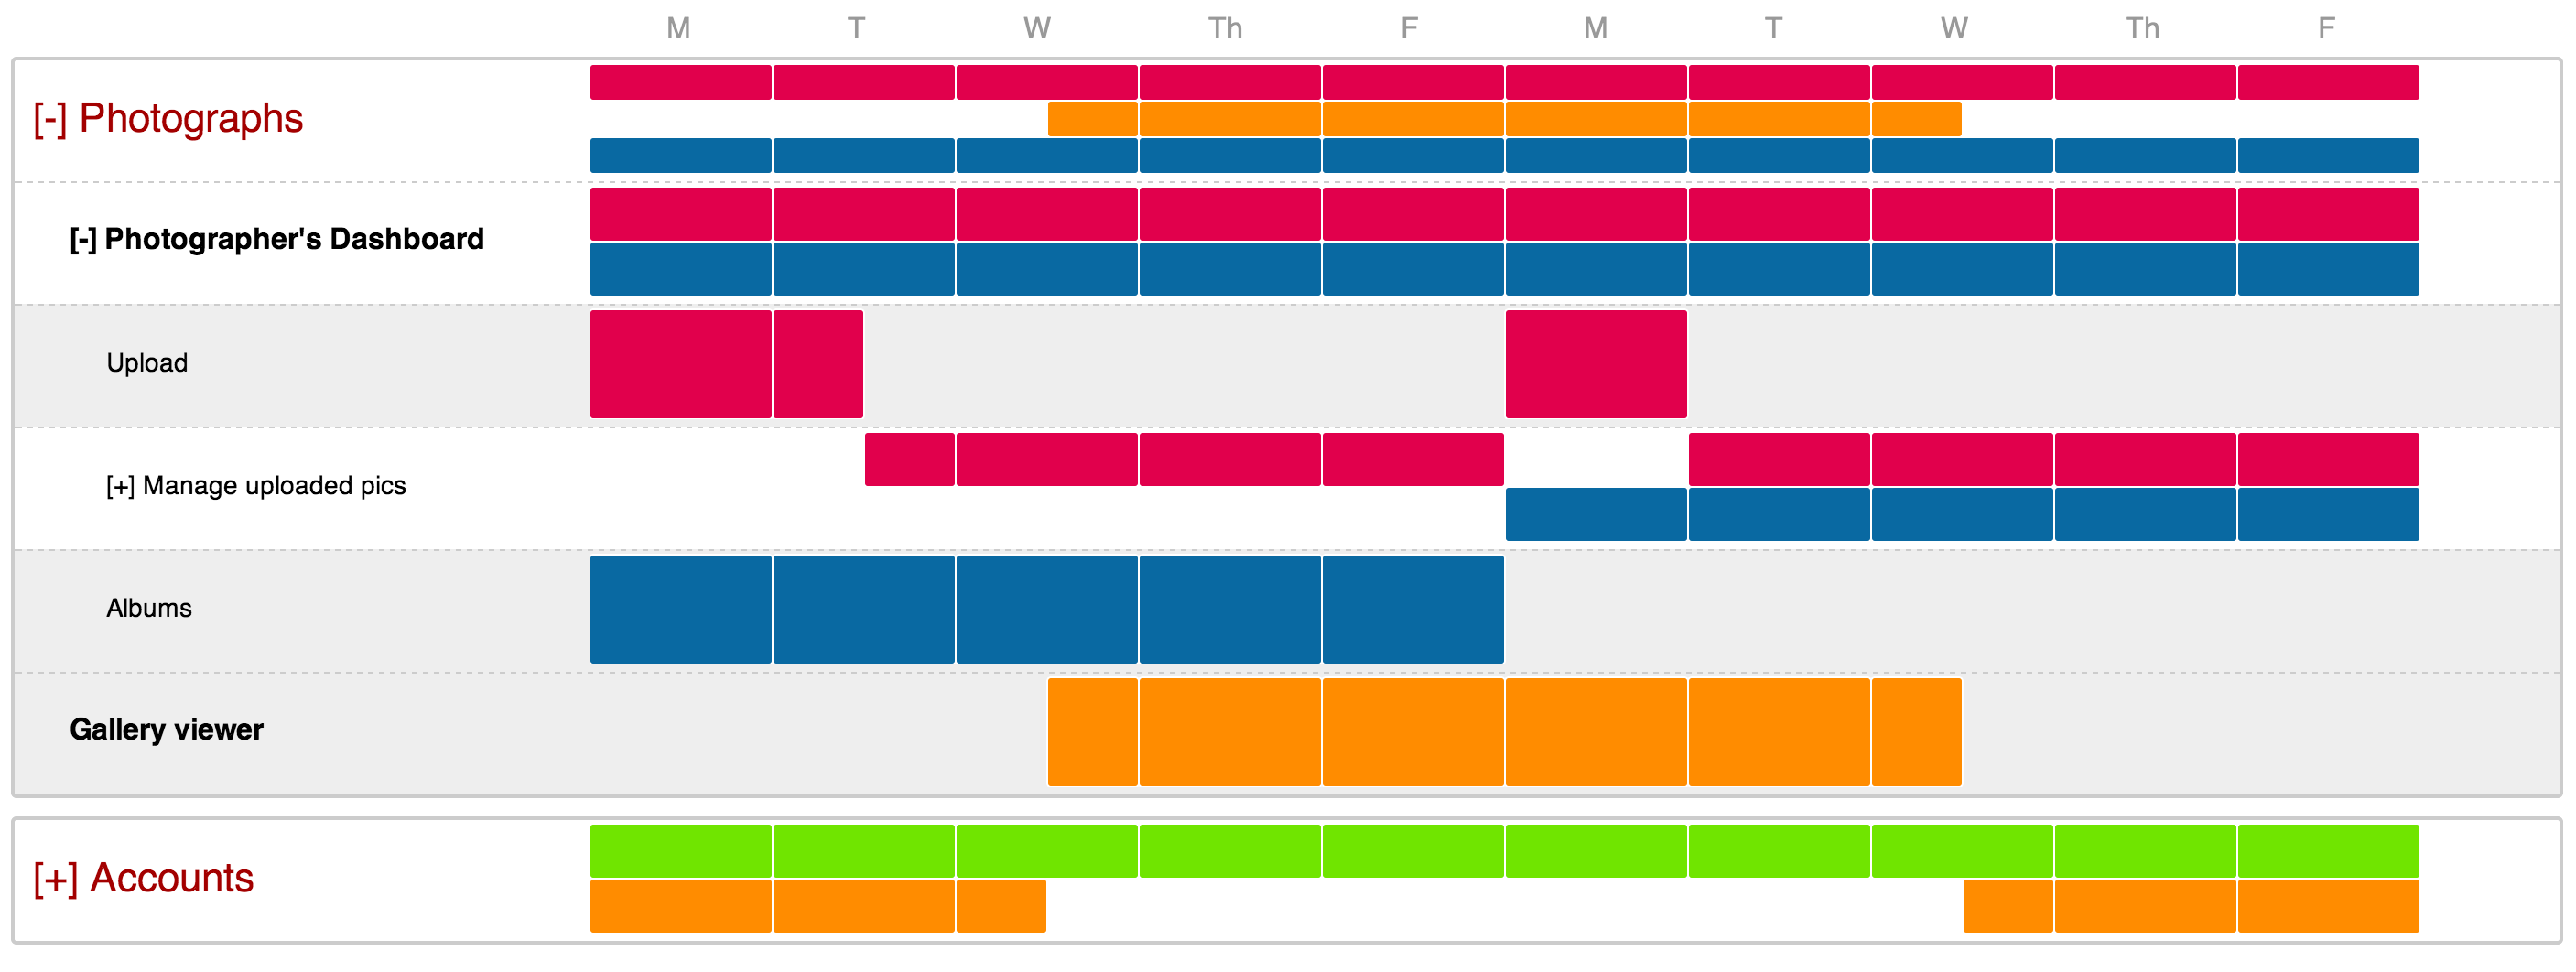 M T W Th F M T W Th F
[-] Photographs
[-] Photographer's Dashboard
Upload
[+] Manage uploaded pics
Albums
Gallery viewer
[+] Accounts